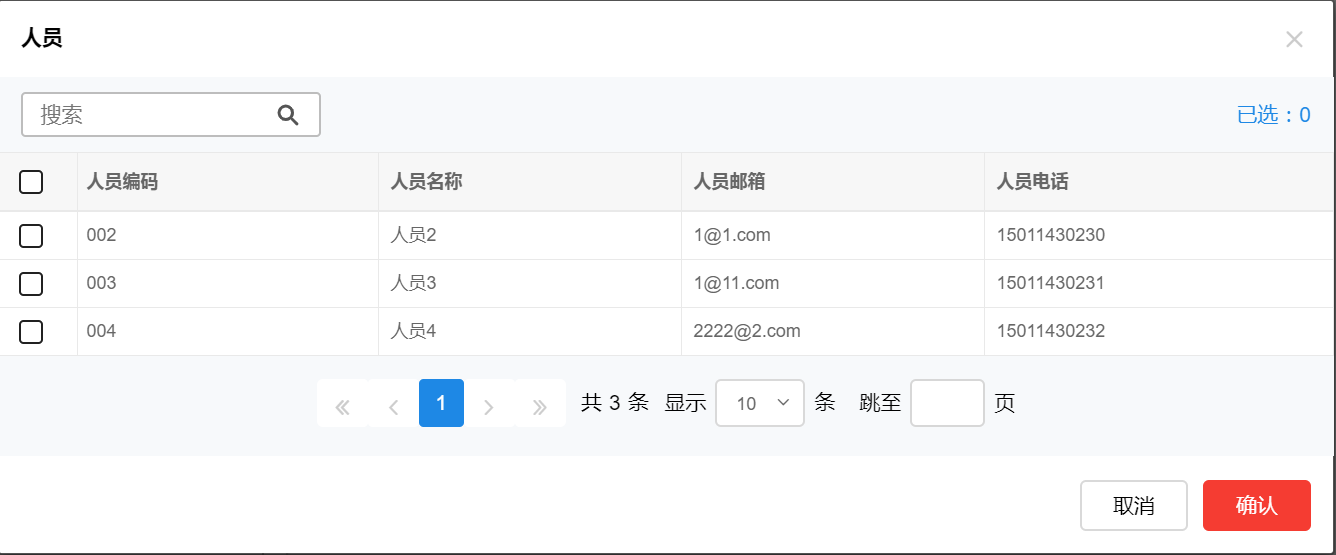 人员
搜索
已选：0
人员编码 人员名称 人员邮箱 人员电话
002 人员2 1@1.com 15011430230
003 人员3 1@11.com 15011430231
004 人员4 2222@2.com 15011430232
1 共 3 条 显示 10 条 跳至 页
取消 确认